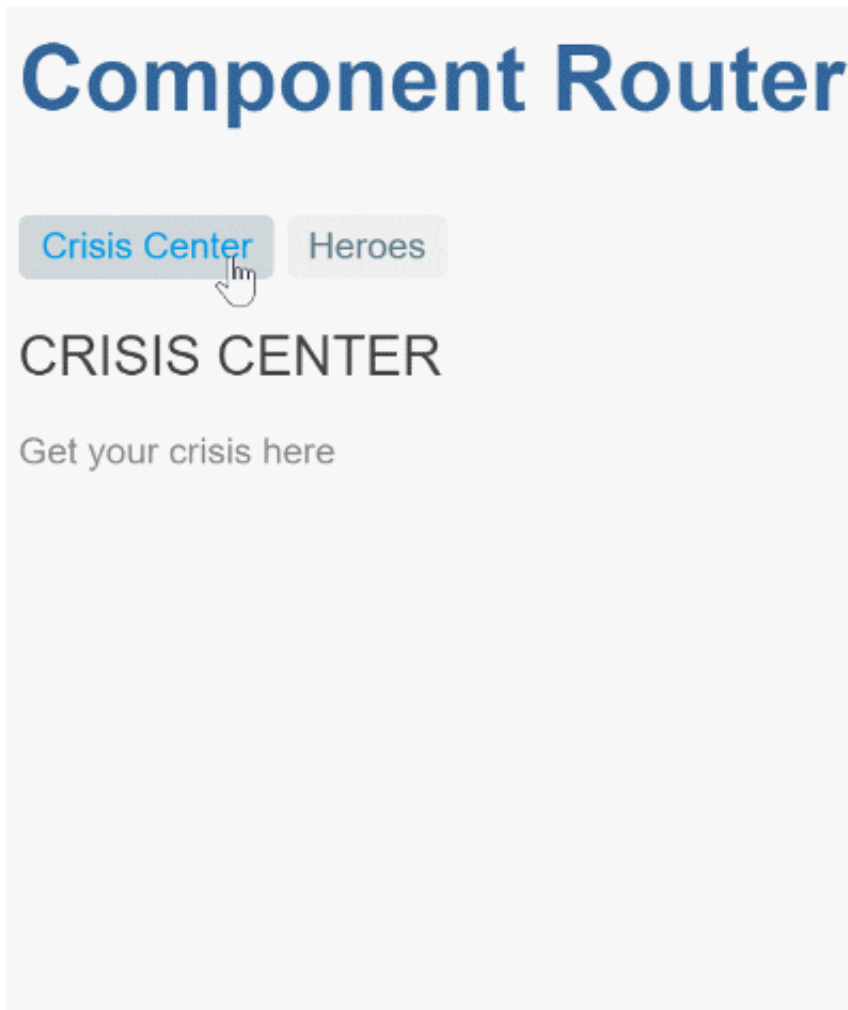 Component Router
Crisis Center Heroes
CRISIS CENTER
Get your crisis here